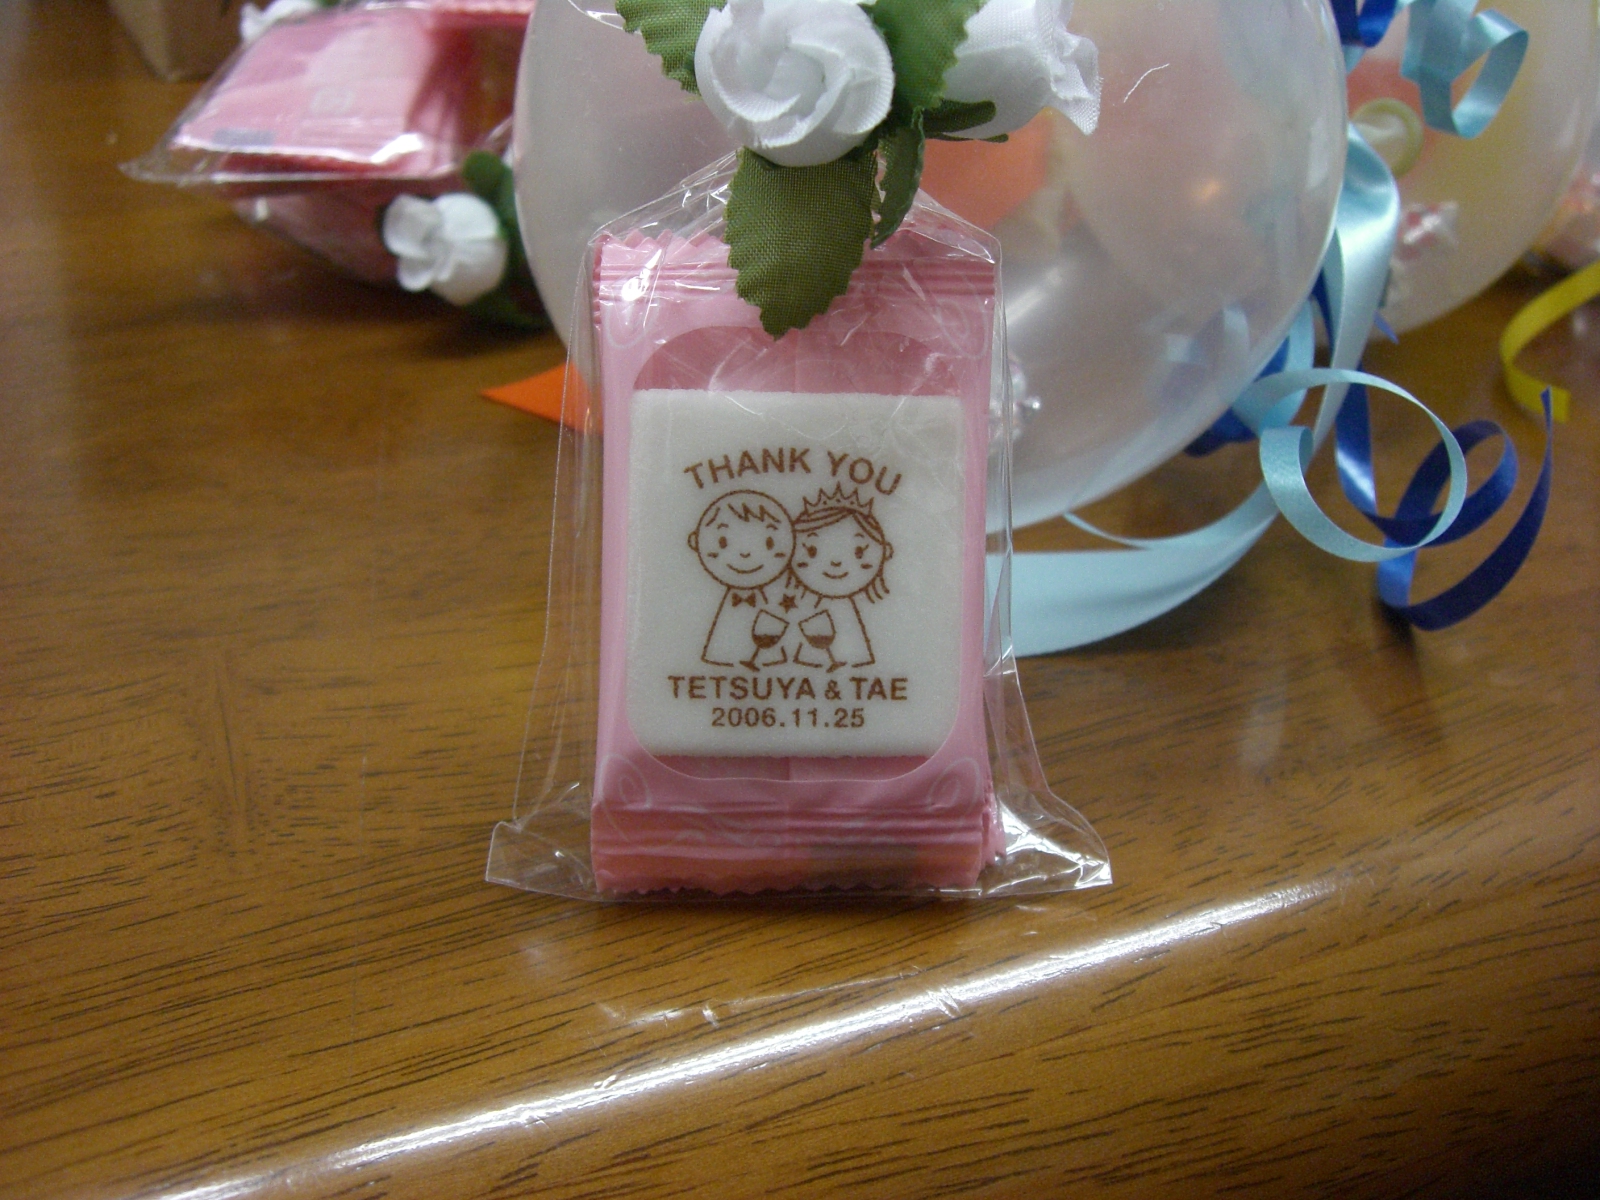 THANK YOU
TETSUYA & TAE
2006.11.25